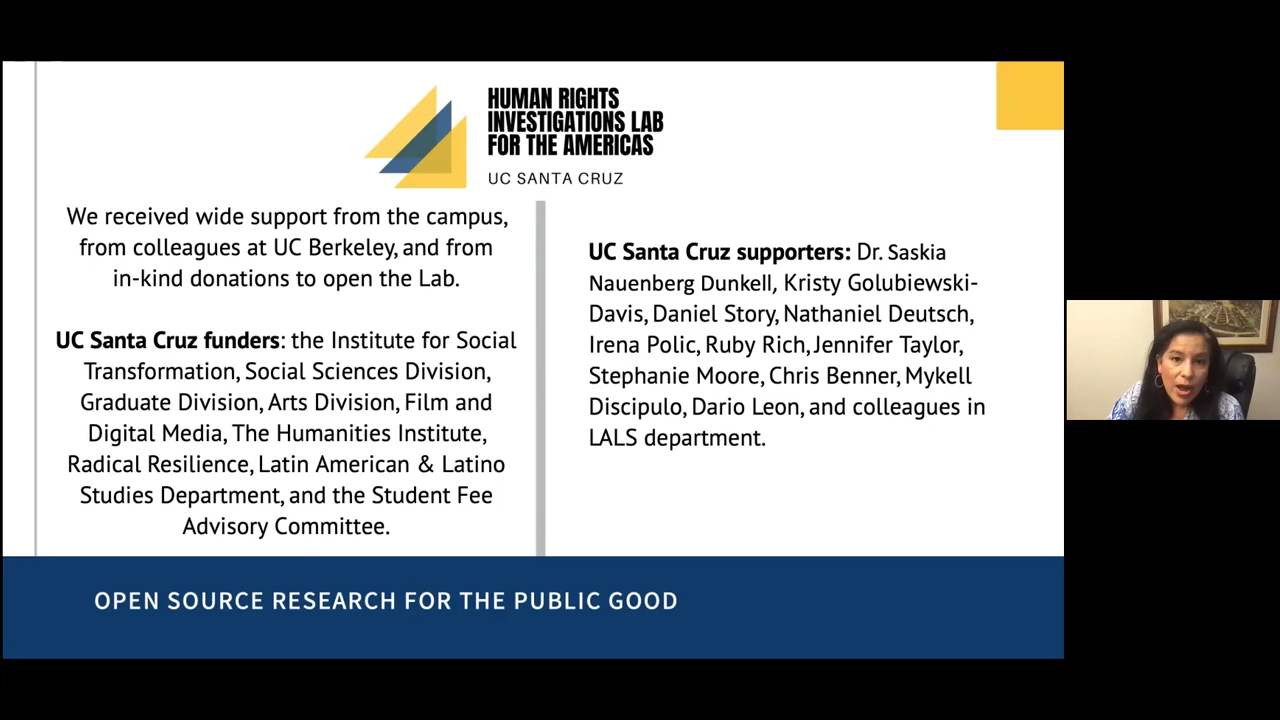 HUMAN RIGHTS
INVESTIGATIONS LAB
FOR THE AMERICAS
UC SANTA CRUZ
We received wide support from the campus,
from colleagues at UC Berkeley, and from
in-kind donations to open the Lab.
UC Santa Cruz funders: the Institute for Social
Transformation, Social Sciences Division,
Graduate Division, Arts Division, Film and
Digital Media, The Humanities Institute,
Radical Resilience, Latin American & Latino
Studies Department, and the Student Fee
Advisory Committee.
UC Santa Cruz supporters: Dr. Saskia
Nauenberg Dunkell, Kristy Golubiewski-
Davis, Daniel Story, Nathaniel Deutsch,
Irena Polic, Ruby Rich, Jennifer Taylor,
Stephanie Moore, Chris Benner, Mykell
Discipulo, Dario Leon, and colleagues in
LALS department.
OPEN SOURCE RESEARCH FOR THE PUBLIC GOOD